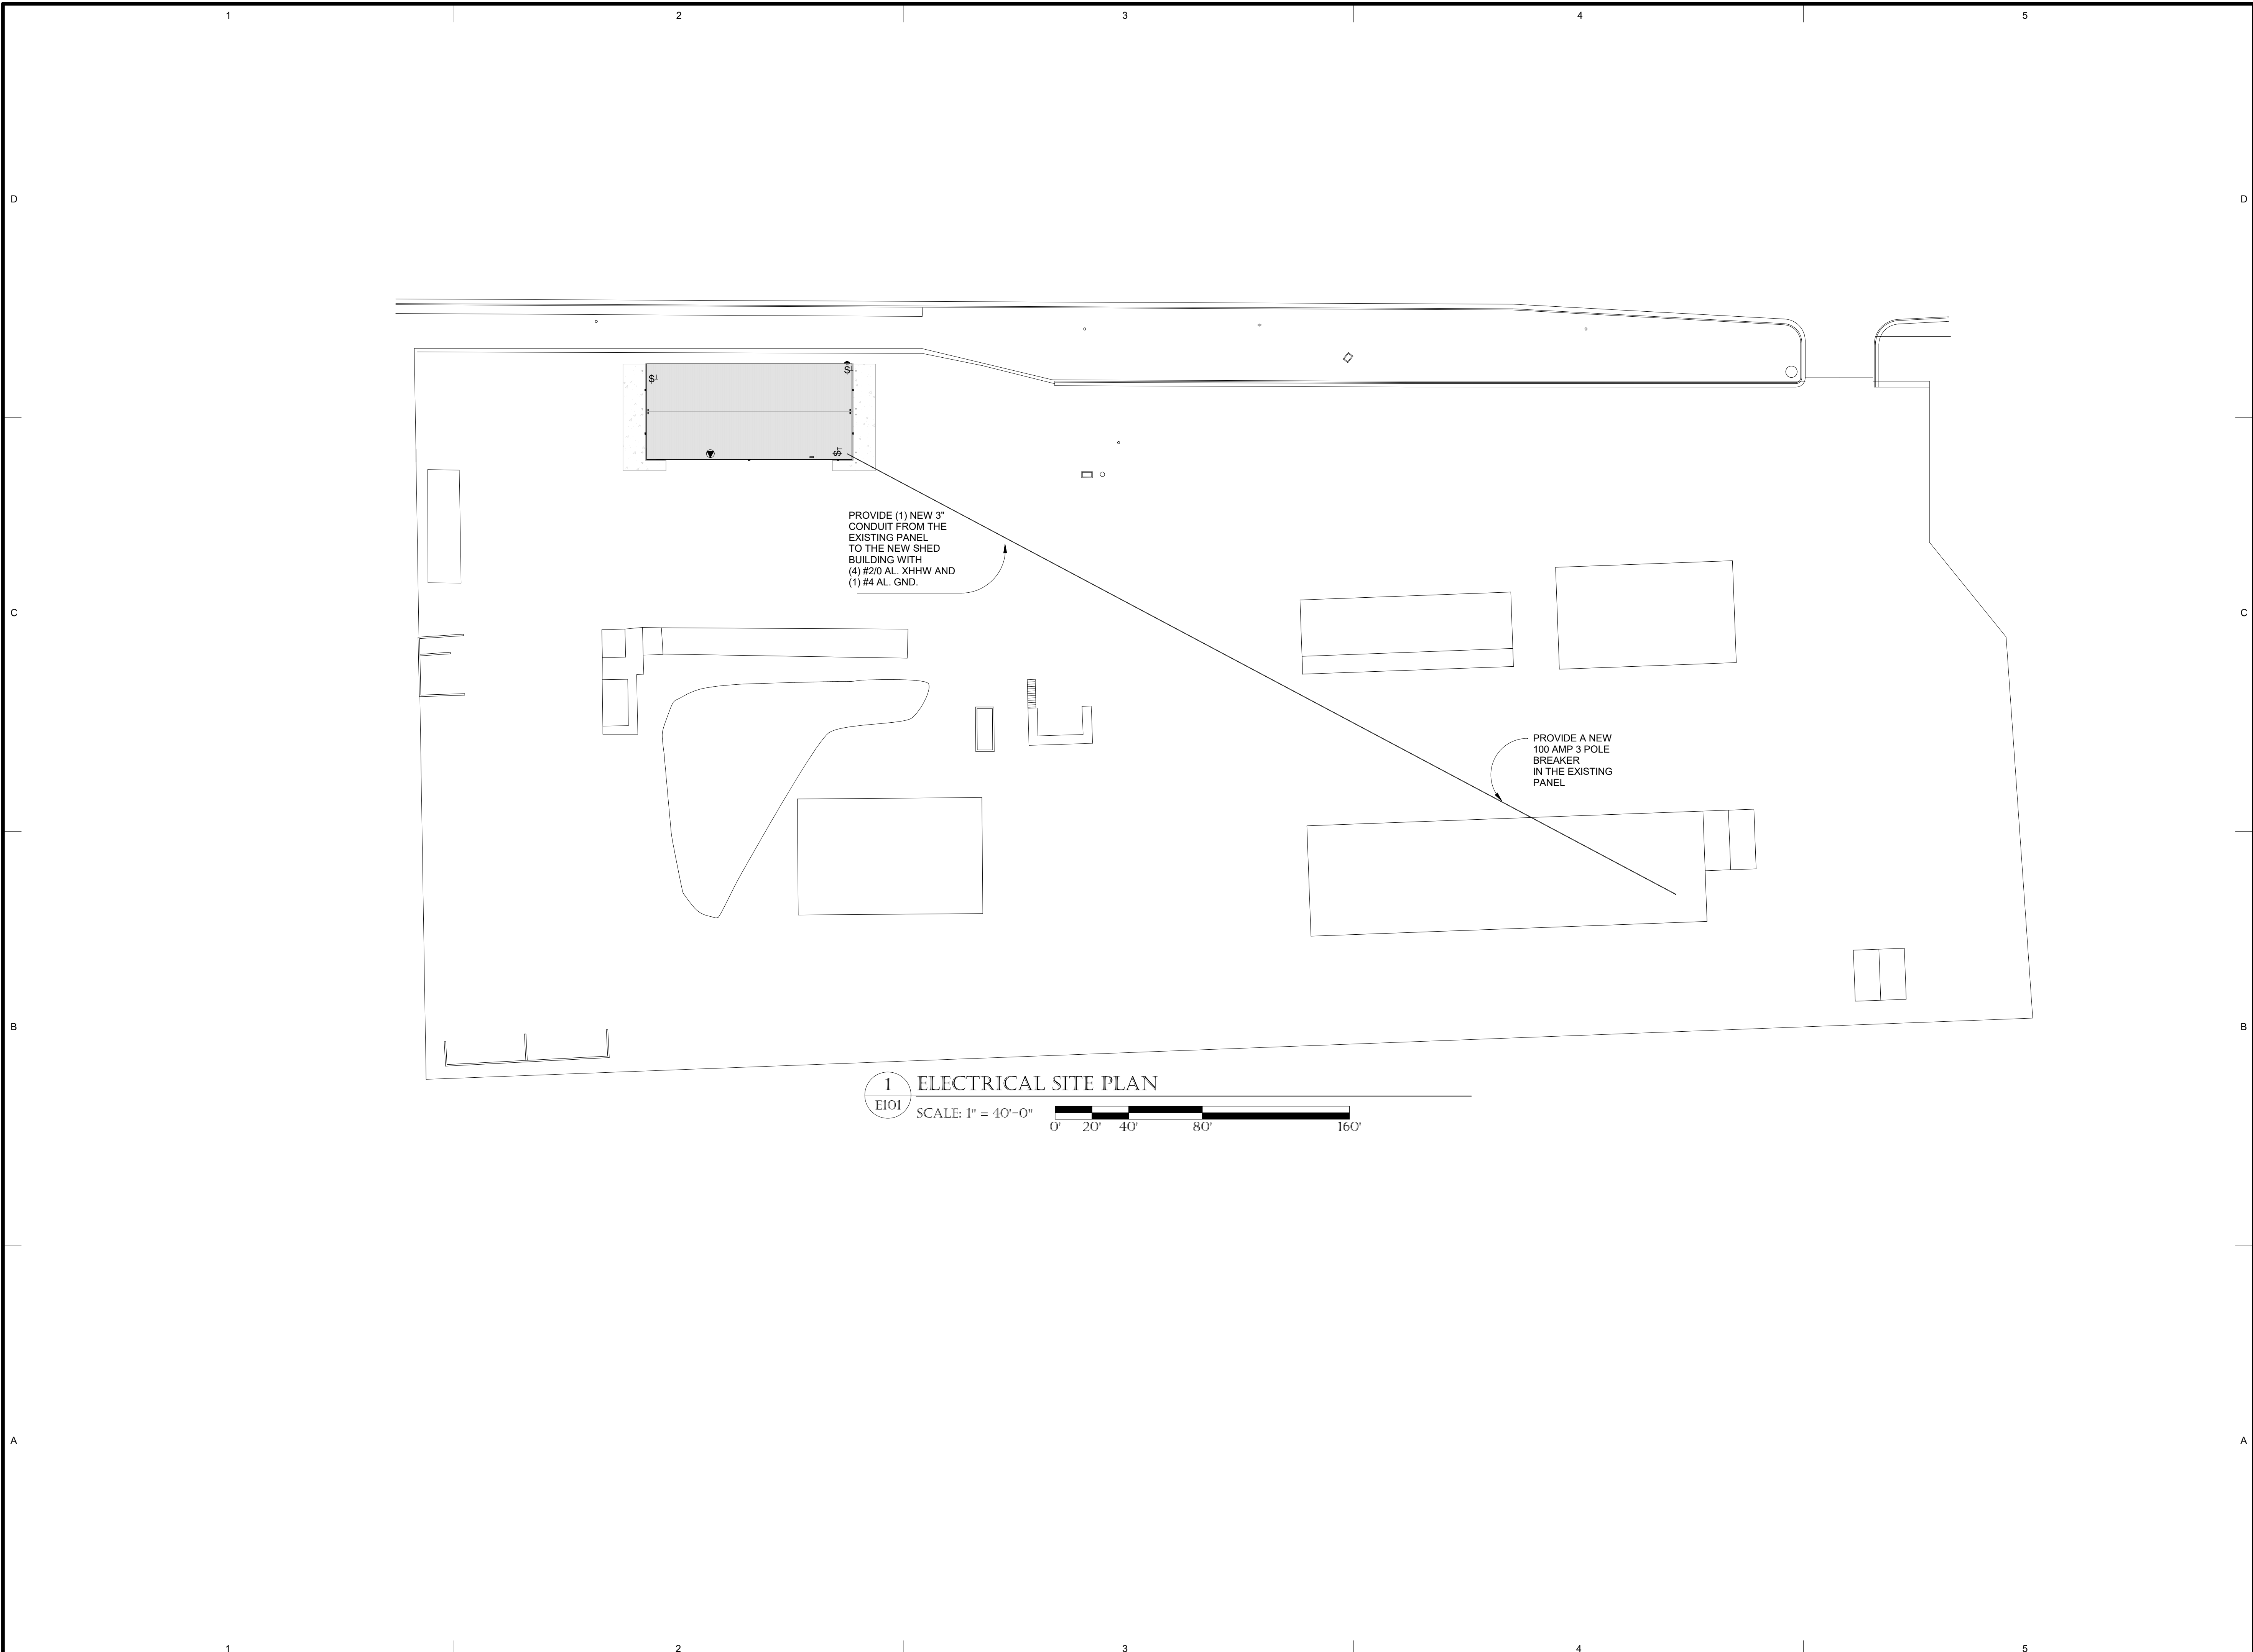 1 2 3 4 5
D D
$T $T
$T
PROVIDE (1) NEW 3"
CONDUIT FROM THE
EXISTING PANEL
TO THE NEW SHED
BUILDING WITH
(4) #2/0 AL. XHHW AND
(1) #4 AL. GND.
C C
PROVIDE A NEW
100 AMP 3 POLE
BREAKER
IN THE EXISTING
PANEL
B B
1 ELECTRICAL SITE PLAN
E101 SCALE: 1" = 40'-0"
0' 20' 40' 80' 160'
A A
1 2 3 4 5